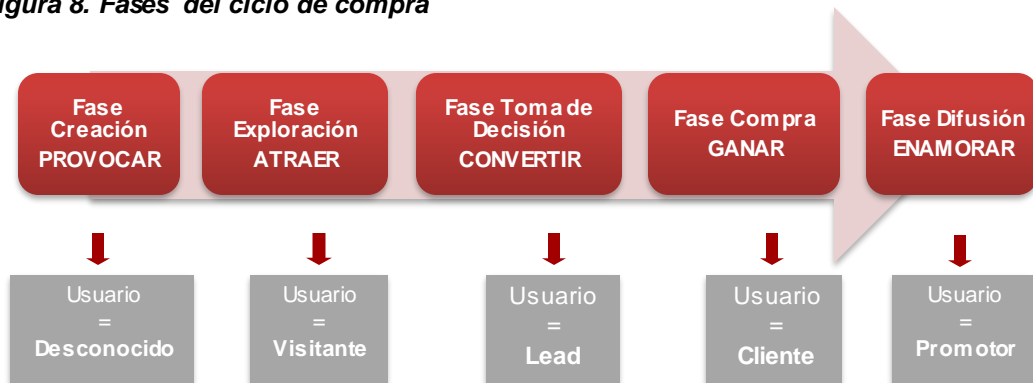 igura 8. Fases del ciclo de compra
Fase
Creación
PROVOCAR
Fase
Exploración
ATRAER
Fase Toma de
Decisión
CONVERTIR
Fase Compra
GANAR
Fase Difusión
ENAMORAR
Usuario
=
Desconocido
Usuario
=
Visitante
Usuario
=
Lead
Usuario
=
Cliente
Usuario
=
Promotor